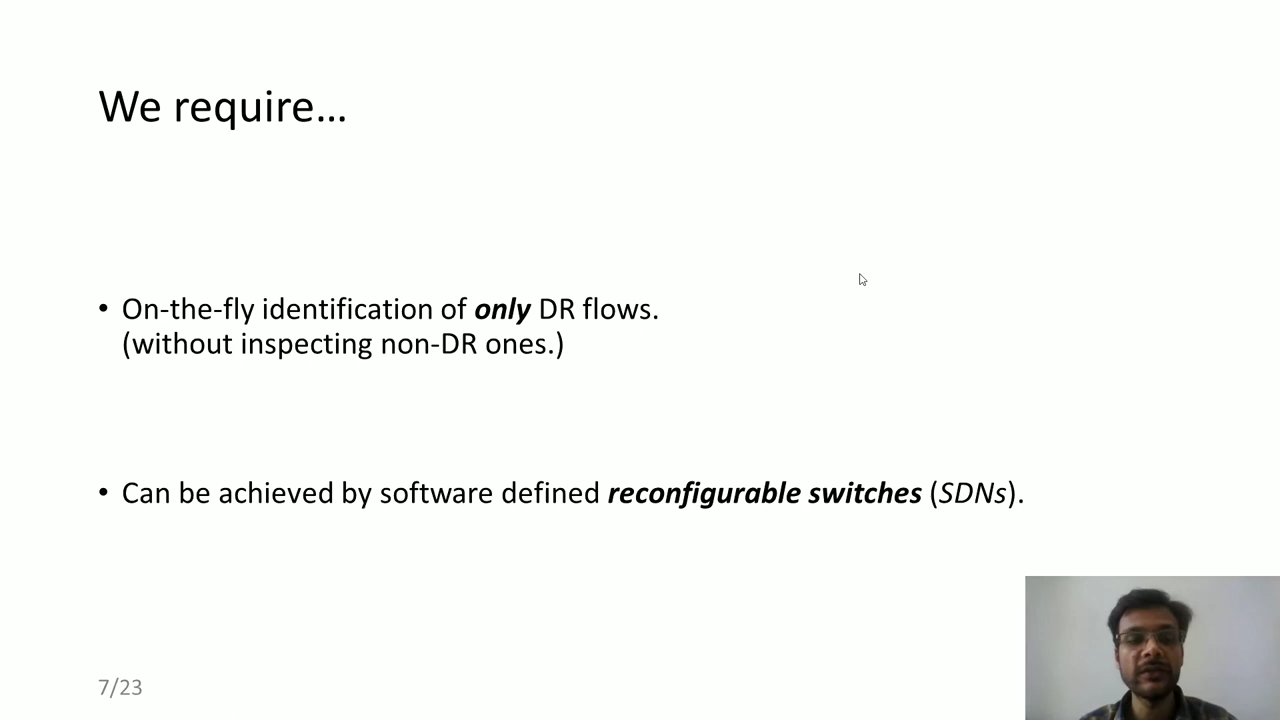 We require...
• On-the-fly identification of only DR flows.
(without inspecting non-DR ones.)
• Can be achieved by software defined reconfigurable switches (SDNs).
7/23